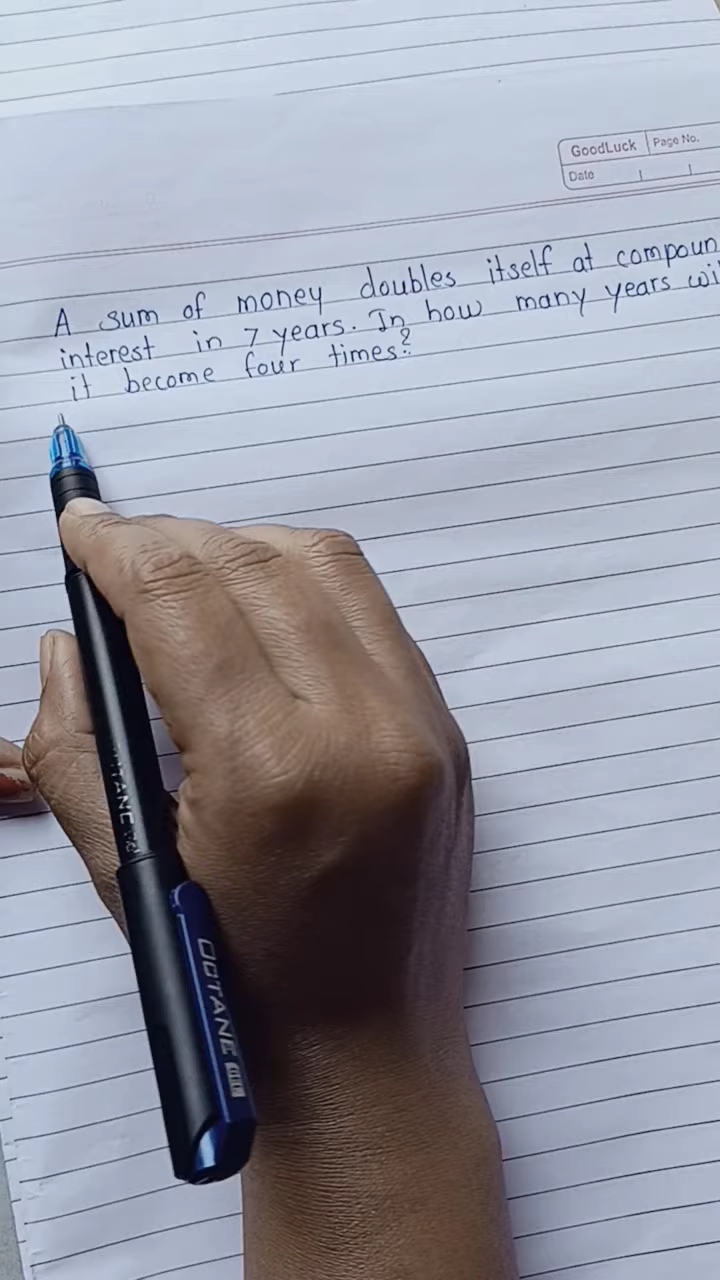 GoodLuck Page No.
Date
A sum of money doubles itself at compoun
interest in 7 years. In how many years wi
it become four times?
OCTANE